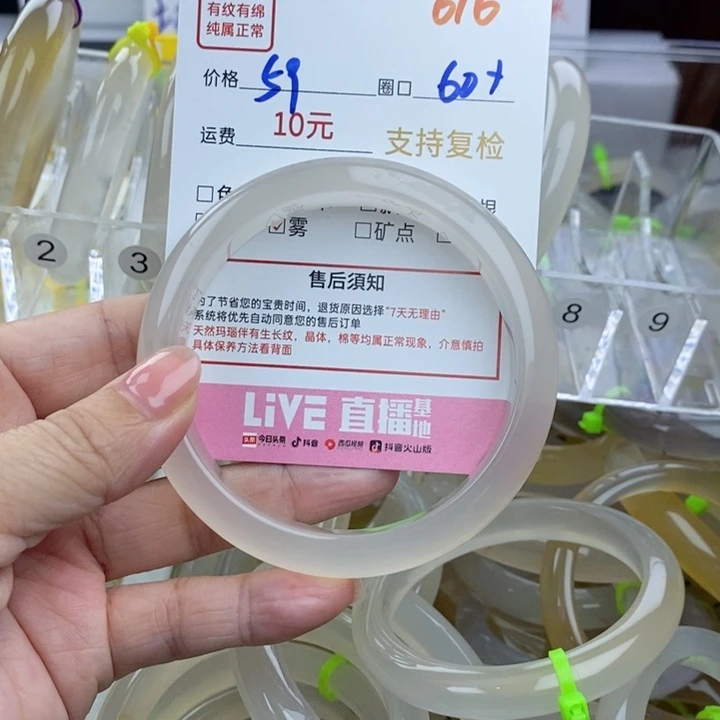 有纹有绵
纯属正常
616
价格 59 圈口 60+
运费 10元 支持复检
雾 矿点
售后须知
为了节省您的宝贵时间，退货原因选择"7天无理由"
系统将优先自动同意您的售后订单
天然玛瑙伴有生长纹，晶体，棉等均属正常现象，介意慎拍
具体保养方法看背面
LiVE 直播基地
头条 今日头条 抖音 西瓜视频 抖音火山版
2
3
8
9